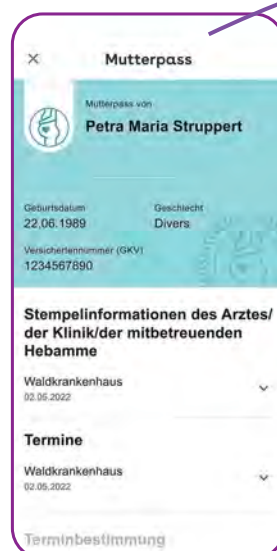 Mutterpass
Mutterpass von
Petra Maria Struppert
Geburtsdatum
Geschlecht
22.06.1989
Divers
Versichertennummer (GKV)
1234567890
Stempelinformationen des Arztes/
der Klinik/der mitbetreuenden
Hebamme
Waldkrankenhaus
02.05.2022
Termine
Waldkrankenhaus
02.05.2022
Terminbestimmung